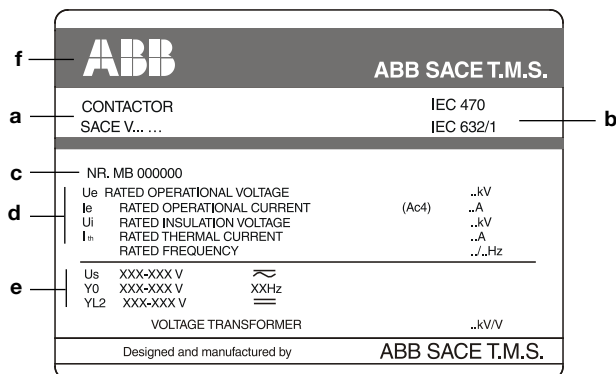 f
ABB
ABB SACE T.M.S.
a
CONTACTOR
IEC 470
SACE V... ...
IEC 632/1
b
c
NR. MB 000000
d
Ue RATED OPERATIONAL VOLTAGE ..kV
Ie RATED OPERATIONAL CURRENT (Ac4) ..A
Ui RATED INSULATION VOLTAGE ..kV
I th RATED THERMAL CURRENT ..A
RATED FREQUENCY ../..Hz
e
Us XXX-XXX V
Y0 XXX-XXX V XXHz
YL2 XXX-XXX V
VOLTAGE TRANSFORMER ..kV/V
Designed and manufactured by ABB SACE T.M.S.